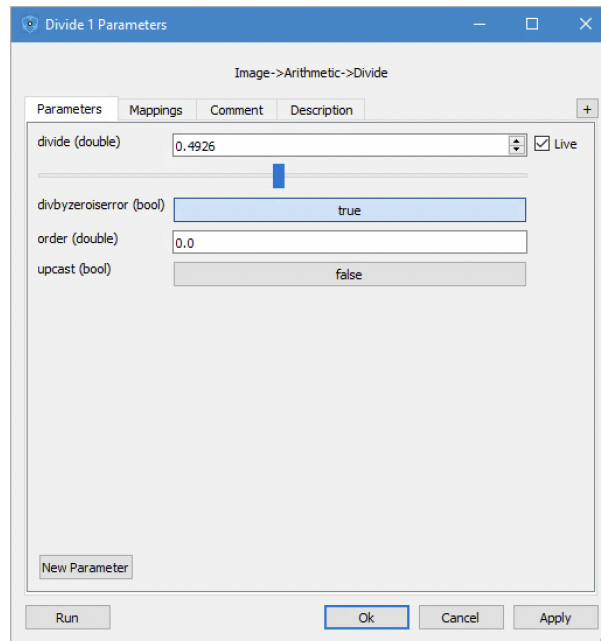 Divide 1 Parameters
Image->Arithmetic->Divide
Parameters Mappings Comment Description +
divide (double) 0.4926 Live
divbyzeroiserror (bool) true
order (double) 0.0
upcast (bool) false
New Parameter
Run Ok Cancel Apply